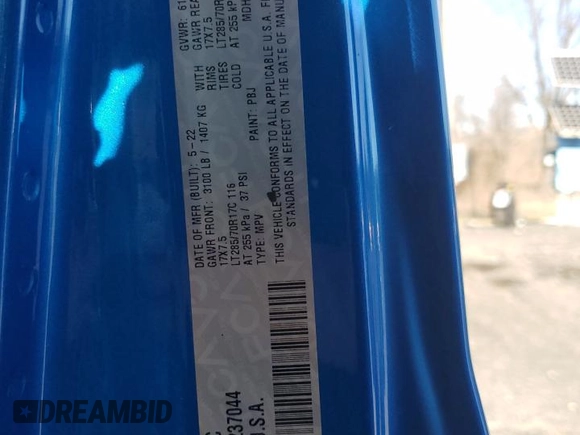 DATE OF MFR (BUILT): 5-22 GVWR: 61
GAWR FRONT: 3100 LB / 1407 KG WITH GAWR REA
17X7.5 RIMS 17X7.5
LT285/70R17C 116 TIRES LT285/70R
AT 255 kPa / 37 PSI COLD AT 255 kP
TYPE: MPV PAINT: PBJ MDH
THIS VEHICLE CONFORMS TO ALL APPLICABLE U.S.A. F
STANDARDS IN EFFECT ON THE DATE OF MANU
237044
U.S.A.
DREAMBID